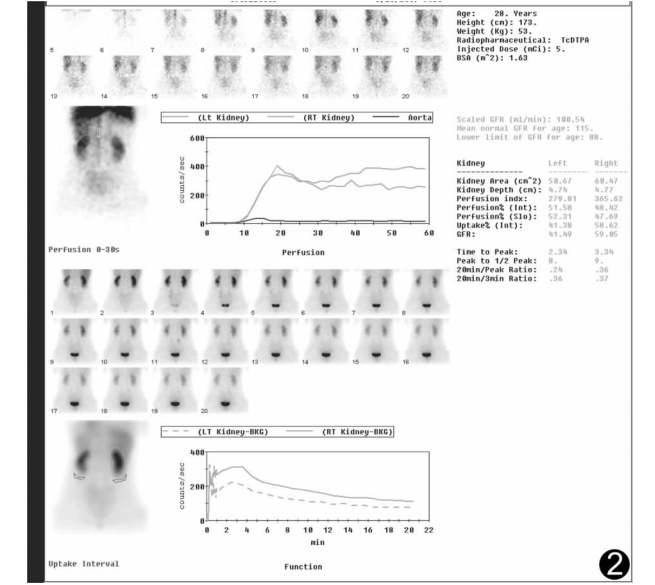 Age: 28. Years
Height (cm): 173.
Weight (Kg): 53.
Radiopharmaceutical: TcDTPA
Injected Dose (mCi): 5.
BSA (m^2): 1.63
5 6 7 8 9 10 11 12
13 14 15 16 17 18 19 20
(Lt Kidney) (RT Kidney) Aorta
600
400
200
0
counts/sec
0 10 20 30 40 50 60
Perfusion 0-30s
Perfusion
Scaled GFR (ml/min): 100.54
Mean normal GFR for age: 115.
Lower limit of GFR for age: 88.
Kidney Left Right
Kidney Area (cm^2) 58.67 60.47
Kidney Depth (cm): 4.74 4.77
Perfusion indx: 279.81 365.62
Perfusion% (Int): 51.58 48.42
Perfusion% (Slo): 52.31 47.69
Uptake% (Int): 41.38 58.62
GFR: 41.49 59.05
Time to Peak: 2.34 3.34
Peak to 1/2 Peak: 8. 9.
20min/Peak Ratio: .24 .36
20min/3min Ratio: .36 .37
1 2 3 4 5 6 7 8
9 10 11 12 13 14 15 16
17 18 19 20
(LT Kidney-BKG) (RT Kidney-BKG)
400
200
0
counts/sec
0 2 4 6 8 10 12 14 16 18 20 22
min
Uptake Interval
Function
2